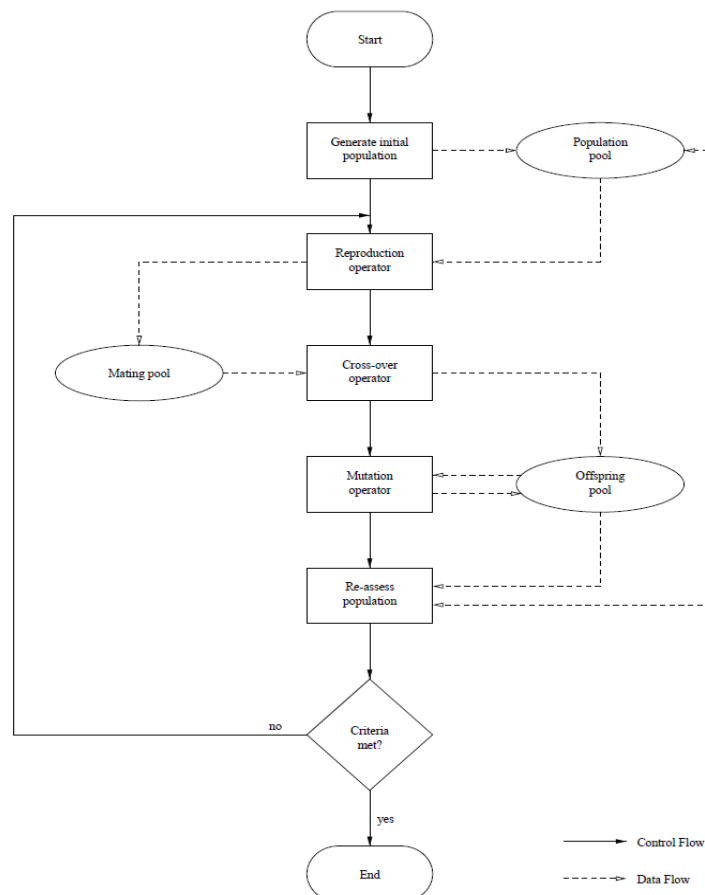 Start
Generate initial
population
Population
pool
Reproduction
operator
Mating pool
Cross-over
operator
Mutation
operator
Offspring
pool
Re-assess
population
no
Criteria
met?
yes
End
Control Flow
Data Flow